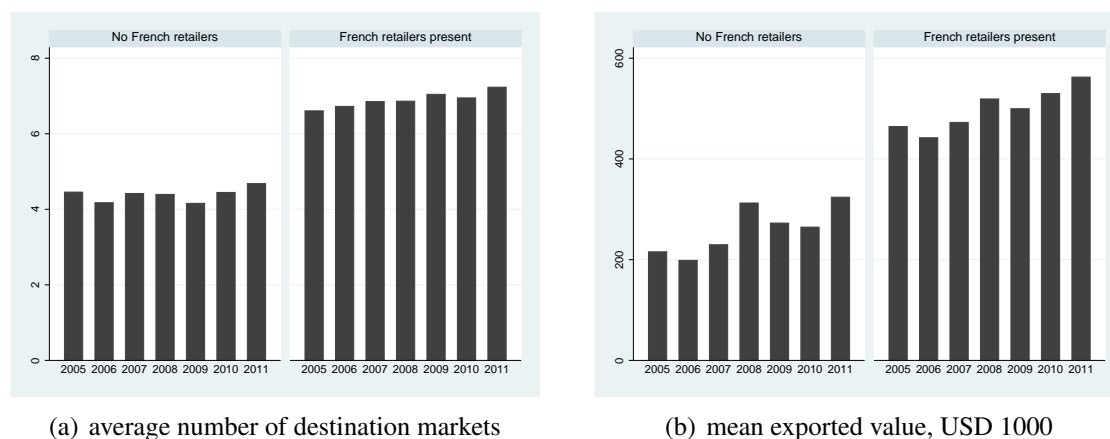 No French retailers
French retailers present
8
6
4
2
0
2005 2006 2007 2008 2009 2010 2011
2005 2006 2007 2008 2009 2010 2011
(a) average number of destination markets
No French retailers
French retailers present
600
400
200
0
2005 2006 2007 2008 2009 2010 2011
2005 2006 2007 2008 2009 2010 2011
(b) mean exported value, USD 1000